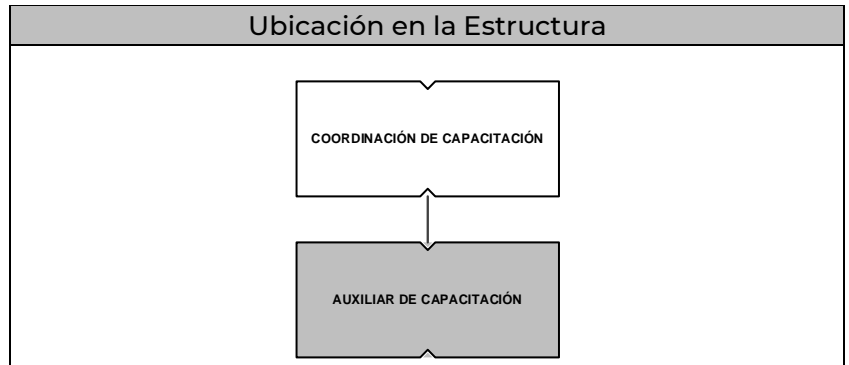 Ubicación en la Estructura
COORDINACIÓN DE CAPACITACIÓN
AUXILIAR DE CAPACITACIÓN